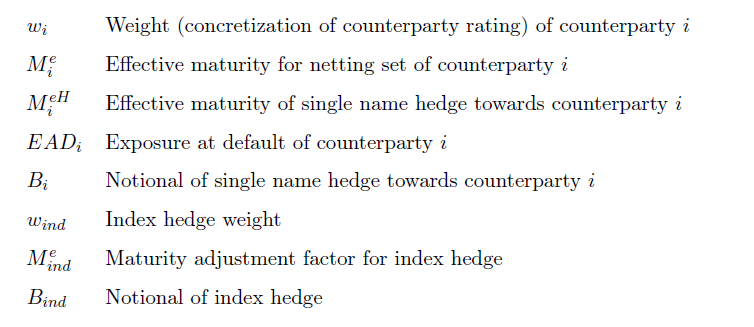 w_i Weight (concretization of counterparty rating) of counterparty i
M_i^e Effective maturity for netting set of counterparty i
M_i^{eH} Effective maturity of single name hedge towards counterparty i
EAD_i Exposure at default of counterparty i
B_i Notional of single name hedge towards counterparty i
w_{ind} Index hedge weight
M_{ind}^e Maturity adjustment factor for index hedge
B_{ind} Notional of index hedge